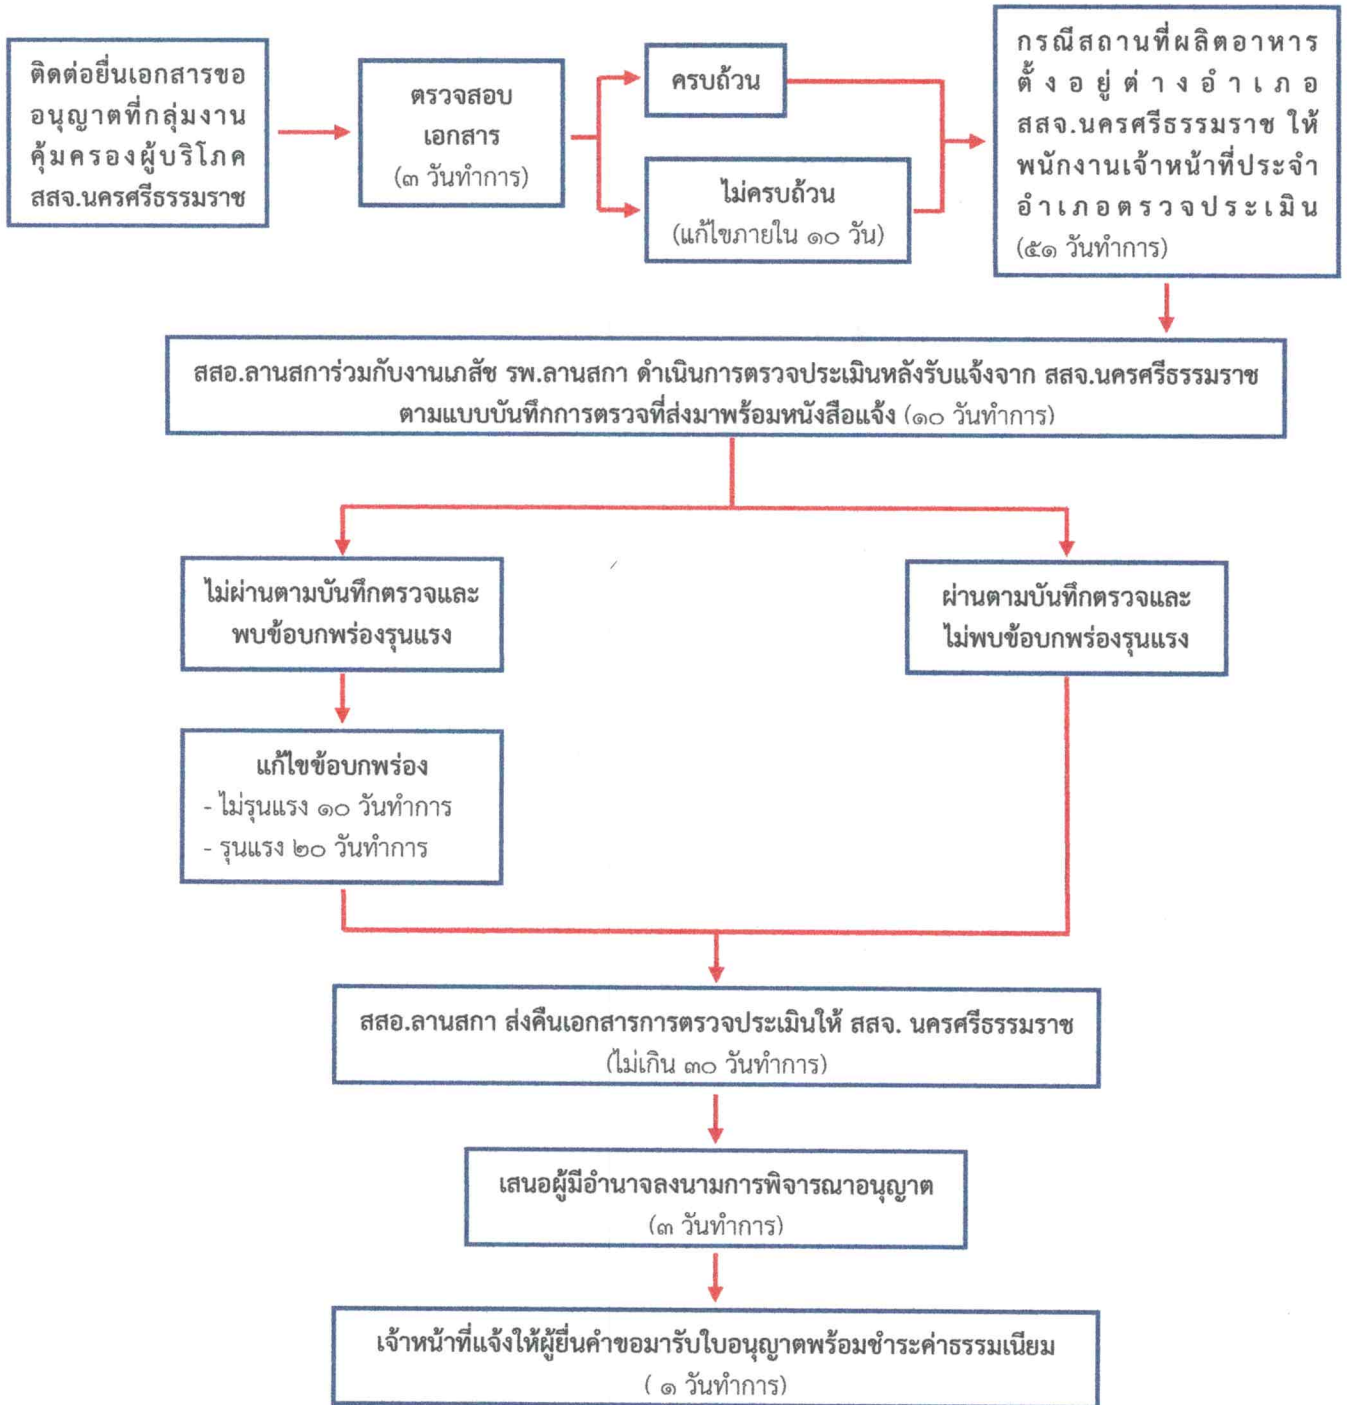 ติดต่อยื่นเอกสารขอ
อนุญาตที่กลุ่มงาน
คุ้มครองผู้บริโภค
สสจ.นครศรีธรรมราช
ตรวจสอบ
เอกสาร
(๓ วันทำการ)
ครบถ้วน
ไม่ครบถ้วน
(แก้ไขภายใน ๑๐ วัน)
กรณีสถานที่ผลิตอาหาร
ตั้งอยู่ต่างอำเภอ
สสจ.นครศรีธรรมราช ให้
พนักงานเจ้าหน้าที่ประจำ
อำเภอตรวจประเมิน
(๕๑ วันทำการ)
สสอ.ลานสการ่วมกับงานเภสัช รพ.ลานสกา ดำเนินการตรวจประเมินหลังรับแจ้งจาก สสจ.นครศรีธรรมราช
ตามแบบบันทึกการตรวจที่ส่งมาพร้อมหนังสือแจ้ง (๑๐ วันทำการ)
ไม่ผ่านตามบันทึกตรวจและ
พบข้อบกพร่องรุนแรง
ผ่านตามบันทึกตรวจและ
ไม่พบข้อบกพร่องรุนแรง
แก้ไขข้อบกพร่อง
- ไม่รุนแรง ๑๐ วันทำการ
- รุนแรง ๒๐ วันทำการ
สสอ.ลานสกา ส่งคืนเอกสารการตรวจประเมินให้ สสจ. นครศรีธรรมราช
(ไม่เกิน ๓๐ วันทำการ)
เสนอผู้มีอำนาจลงนามการพิจารณาอนุญาต
(๓ วันทำการ)
เจ้าหน้าที่แจ้งให้ผู้ยื่นคำขอมารับใบอนุญาตพร้อมชำระค่าธรรมเนียม
( ๑ วันทำการ)